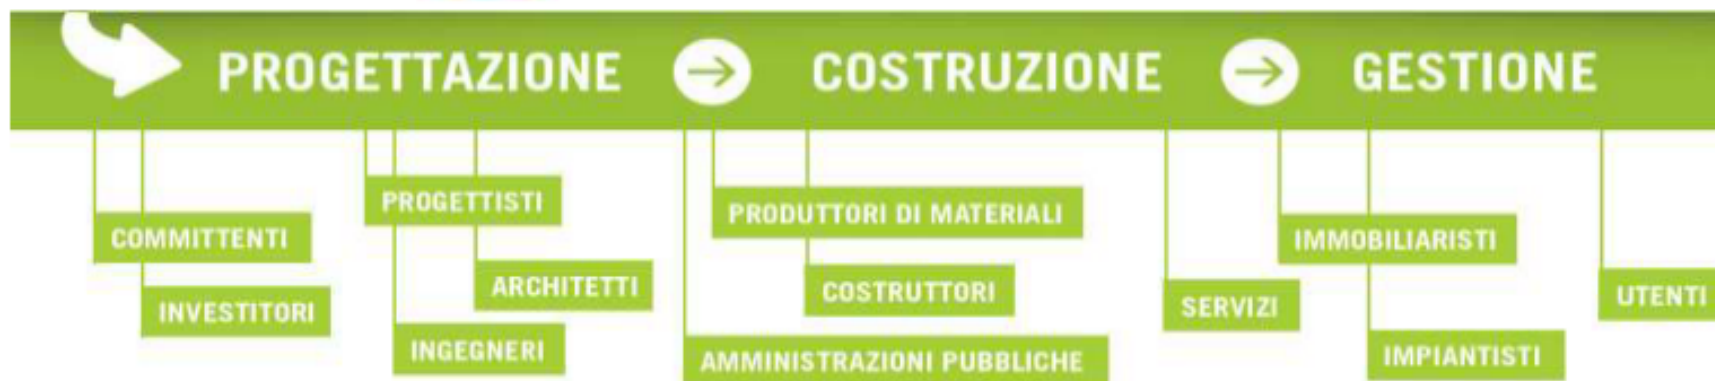 PROGETTAZIONE → COSTRUZIONE → GESTIONE
COMMITTENTI
INVESTITORI
PROGETTISTI
ARCHITETTI
INGEGNERI
PRODUTTORI DI MATERIALI
COSTRUTTORI
AMMINISTRAZIONI PUBBLICHE
SERVIZI
IMMOBILIARISTI
IMPIANTISTI
UTENTI